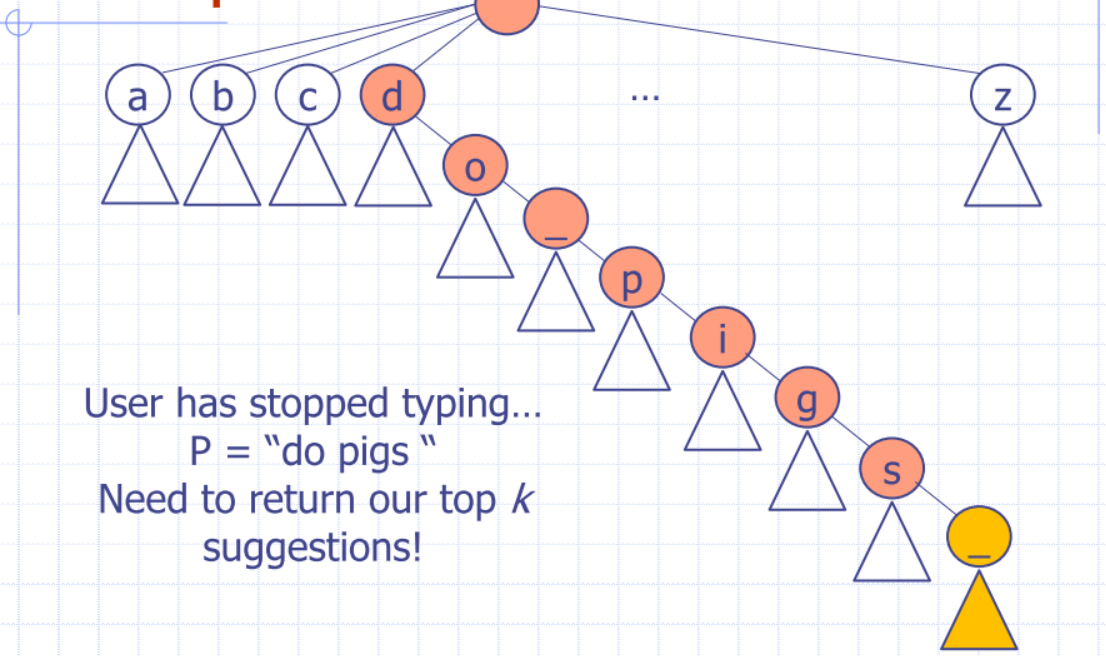 a b c d ... z
o
_
p
i
g
s
_
User has stopped typing...
P = “do pigs “
Need to return our top k
suggestions!